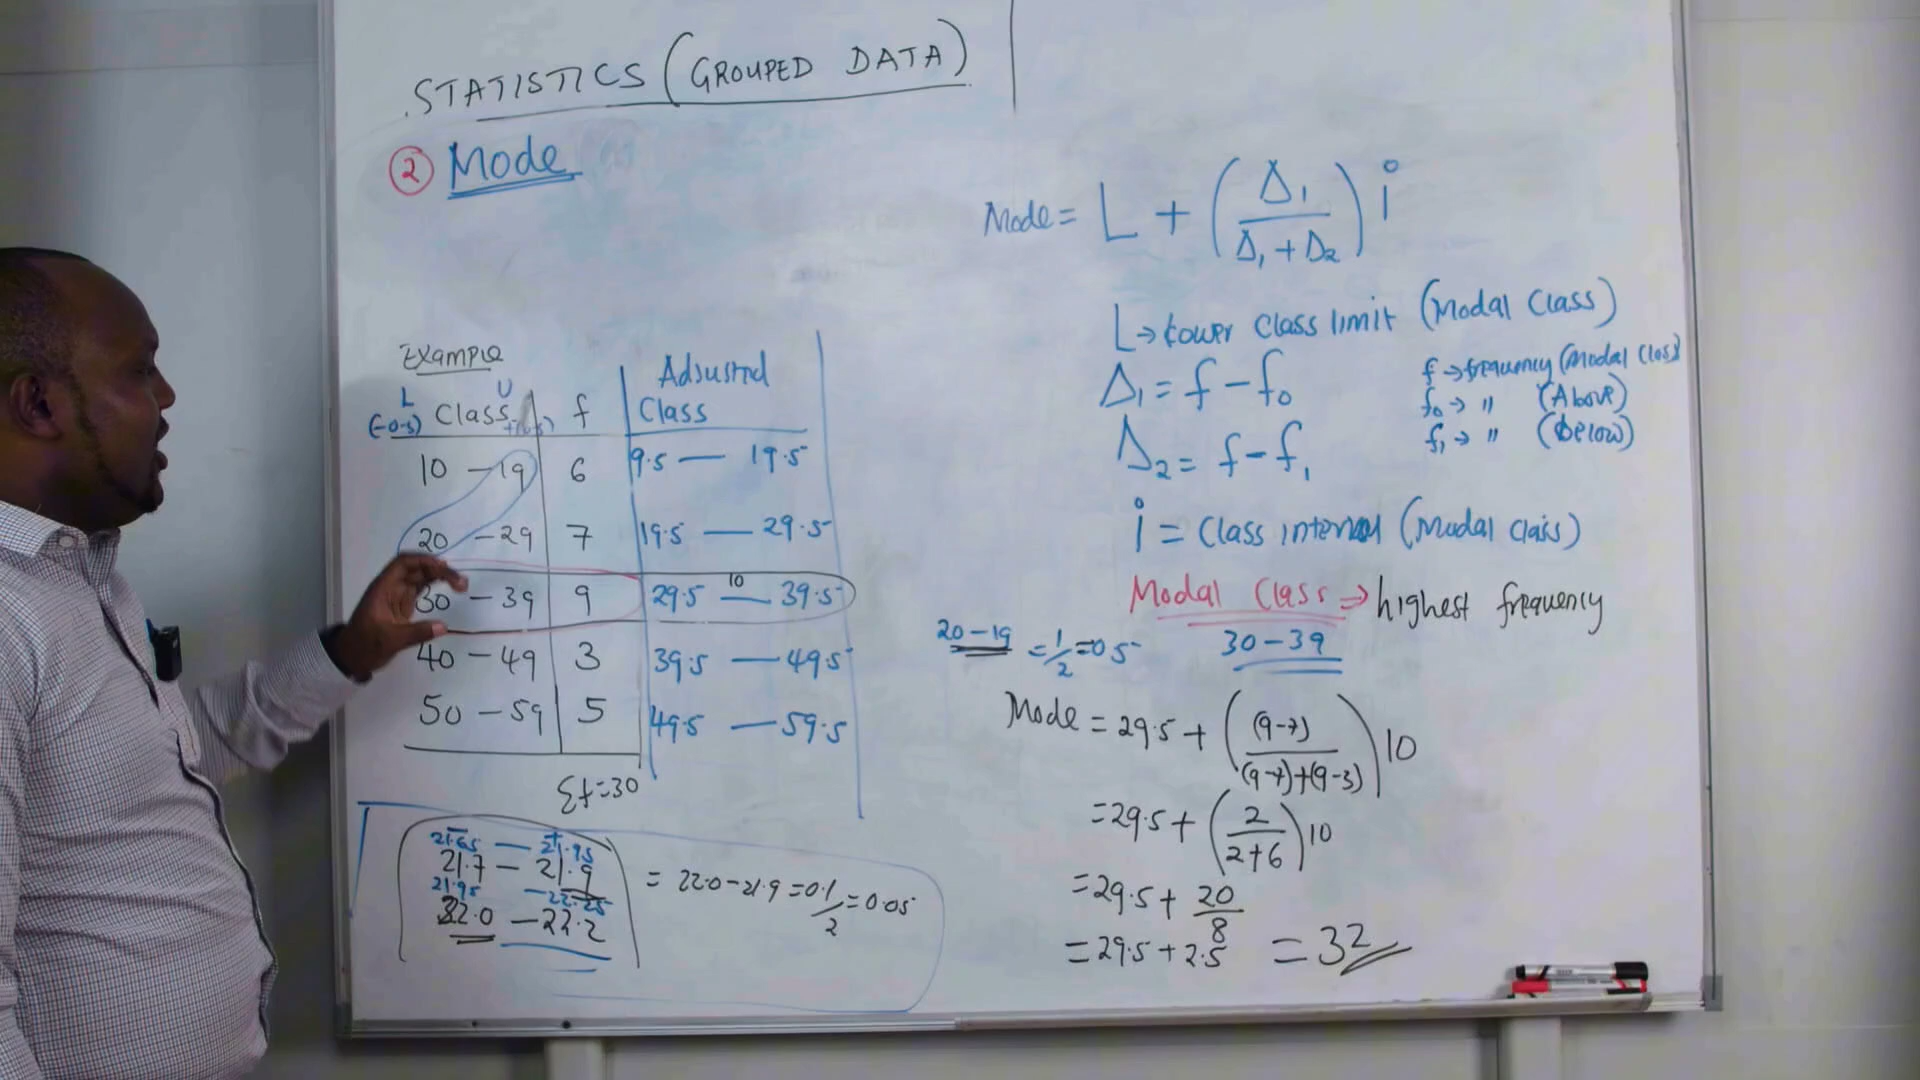 STATISTICS (GROUPED DATA)
② Mode
Mode = L + (Δ₁ / Δ₁ + Δ₂) i
L → Lower Class limit (Modal Class)
Δ₁ = f - f₀
Δ₂ = f - f₁
f → frequency (Modal Class)
f₀ → " (Above)
f₁ → " (Below)
i = Class interval (Modal Class)
Modal Class ⇒ highest frequency
30 - 39
20 - 19 = 1/2 = 0.5
Example
L U
(-0.5) Class f Adjusted Class
10 - 19 6 9.5 — 19.5
20 - 29 7 19.5 — 29.5
30 - 39 9 29.5 — 39.5
10
40 - 49 3 39.5 — 49.5
50 - 59 5 49.5 — 59.5
Σf = 30
21.65 — 21.95
21.7 — 21.9
21.95 — 22.25
22.0 — 22.2
= 22.0 - 21.9 = 0.1/2 = 0.05
Mode = 29.5 + ((9-7) / (9-7)+(9-3)) 10
= 29.5 + (2 / 2+6) 10
= 29.5 + 20/8
= 29.5 + 2.5 = 32